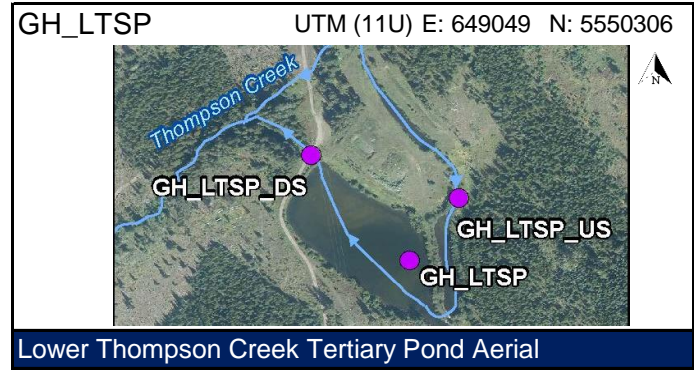 GH_LTSP UTM (11U) E: 649049 N: 5550306
N
Thompson Creek
GH_LTSP_DS
GH_LTSP_US
GH_LTSP
Lower Thompson Creek Tertiary Pond Aerial